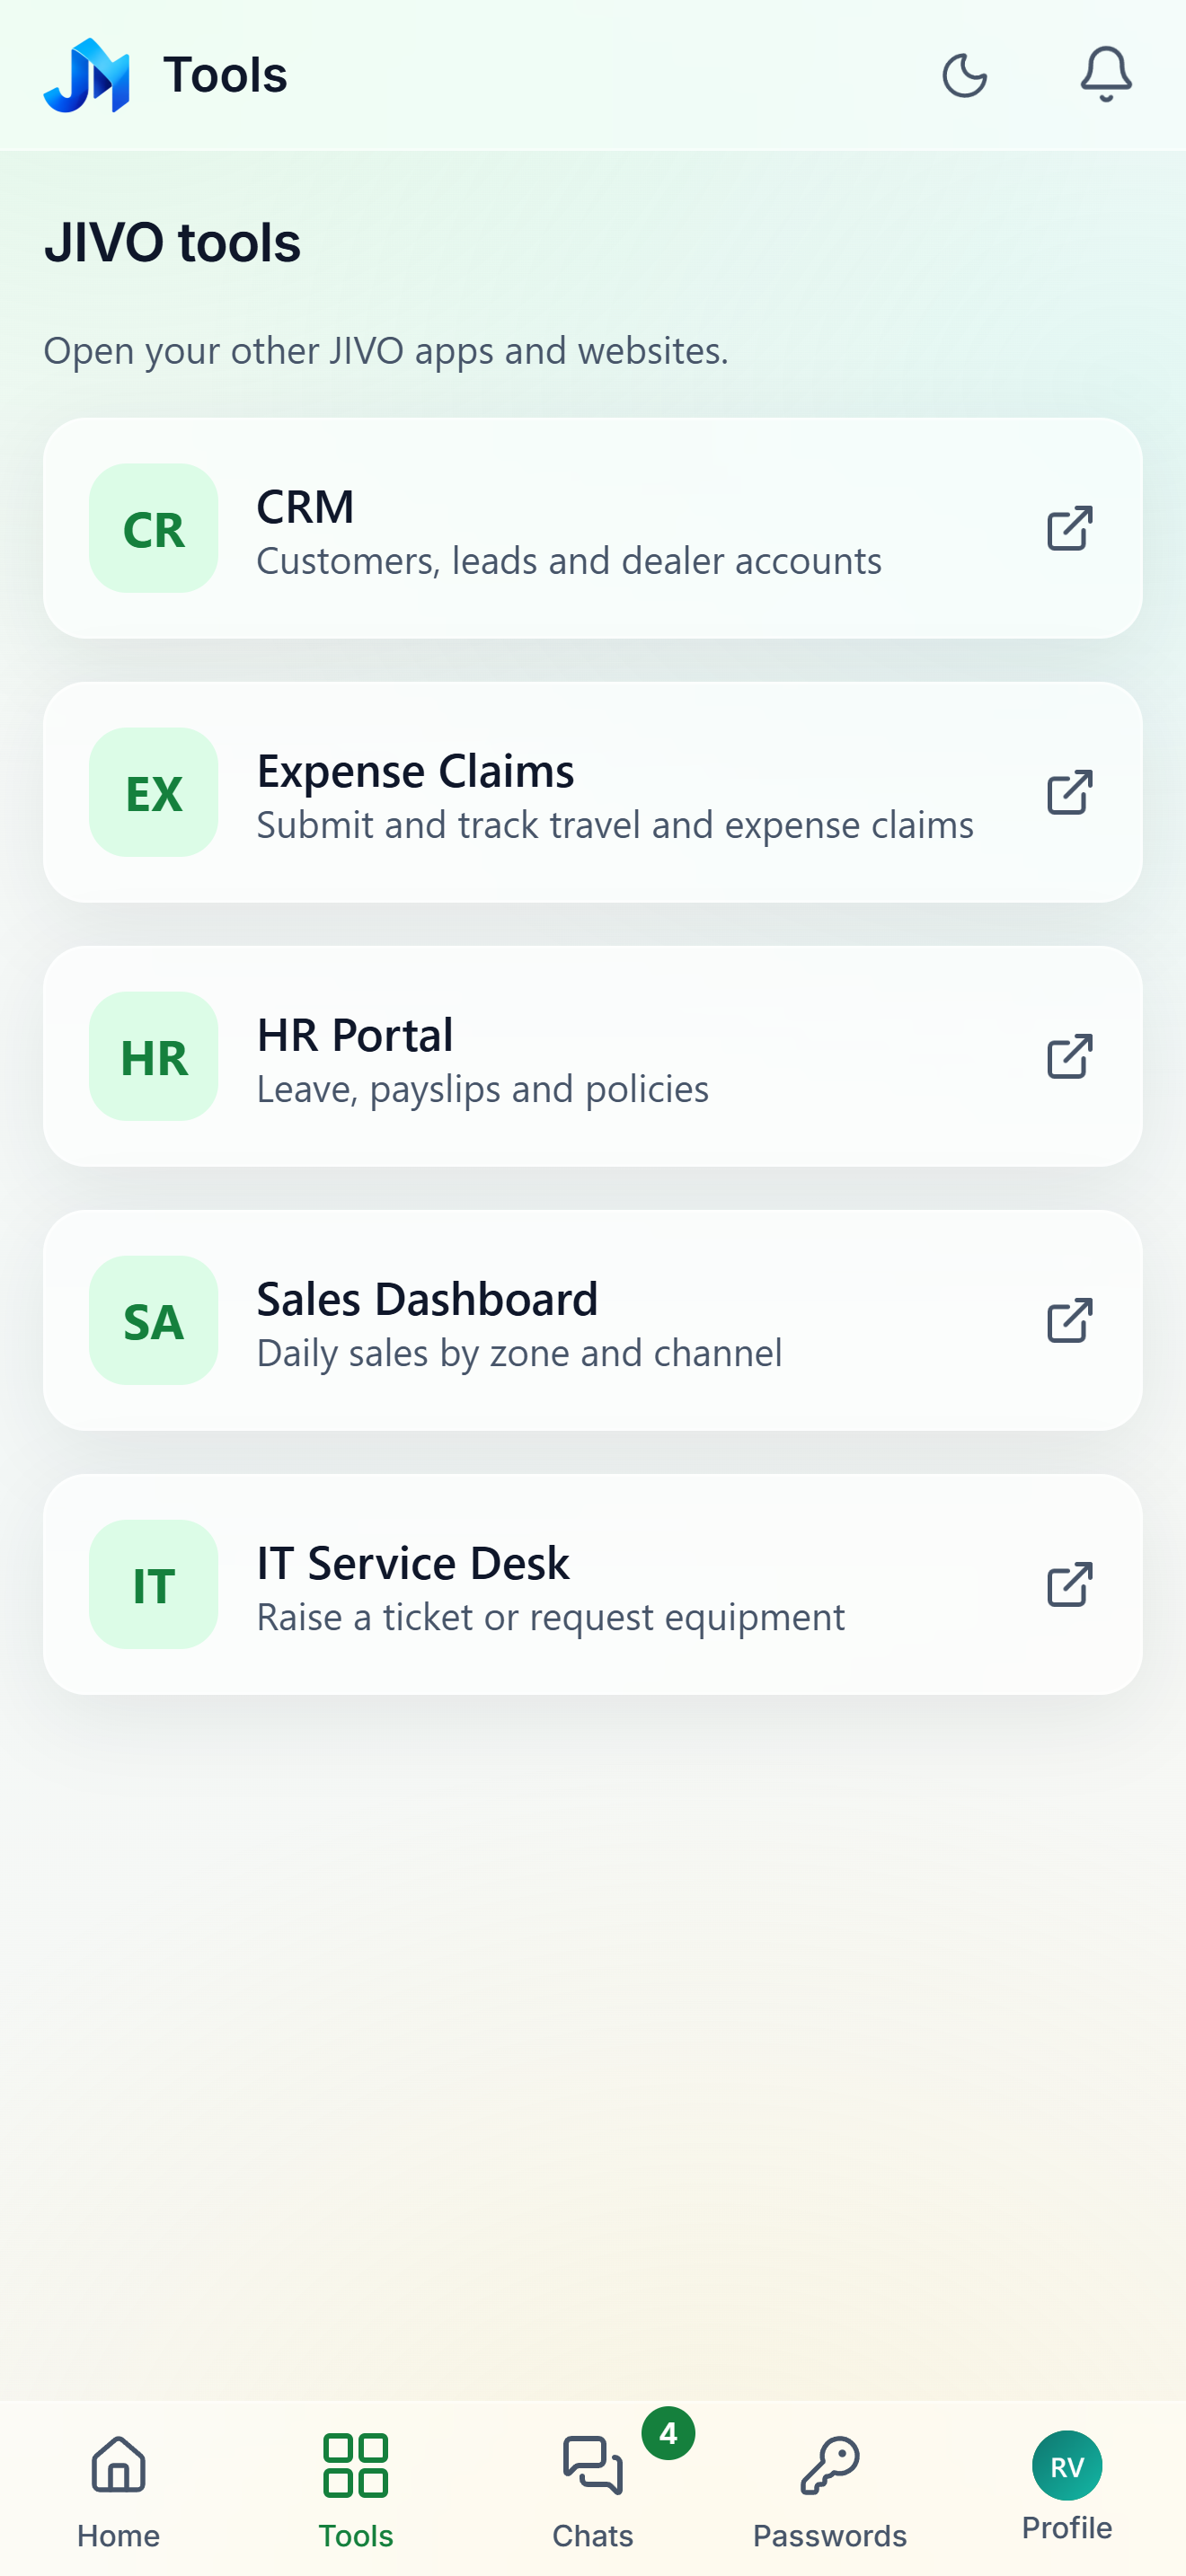 JM Tools
JIVO tools
Open your other JIVO apps and websites.
CR
CRM
Customers, leads and dealer accounts
EX
Expense Claims
Submit and track travel and expense claims
HR
HR Portal
Leave, payslips and policies
SA
Sales Dashboard
Daily sales by zone and channel
IT
IT Service Desk
Raise a ticket or request equipment
4
RV
Home
Tools
Chats
Passwords
Profile